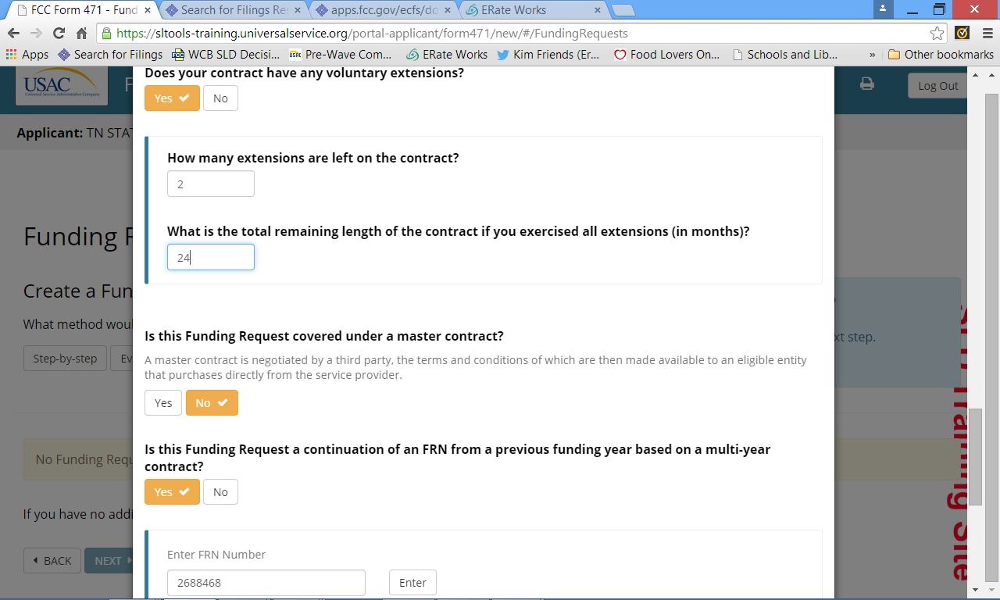 FCC Form 471 - Fund
Search for Filings Res
apps.fcc.gov/ecfs/do
ERate Works
https://sltools-training.universalservice.org/portal-applicant/form471/new/#/FundingRequests
Apps
Search for Filings
WCB SLD Decisi...
Pre-Wave Com...
ERate Works
Kim Friends (Er...
Food Lovers On...
Schools and Lib...
»
Other bookmarks
USAC
Universal Service Administrative Company
F
Log Out
Applicant: TN STAT
Does your contract have any voluntary extensions?
Yes
No
How many extensions are left on the contract?
2
What is the total remaining length of the contract if you exercised all extensions (in months)?
24
Funding F
Create a Fun
What method woul
Step-by-step
Ev
xt step.
Is this Funding Request covered under a master contract?
A master contract is negotiated by a third party, the terms and conditions of which are then made available to an eligible entity
that purchases directly from the service provider.
Yes
No
Is this Funding Request a continuation of an FRN from a previous funding year based on a multi-year
contract?
Yes
No
No Funding Requ
If you have no addi
BACK
NEXT
Enter FRN Number
2688468
Enter
Site